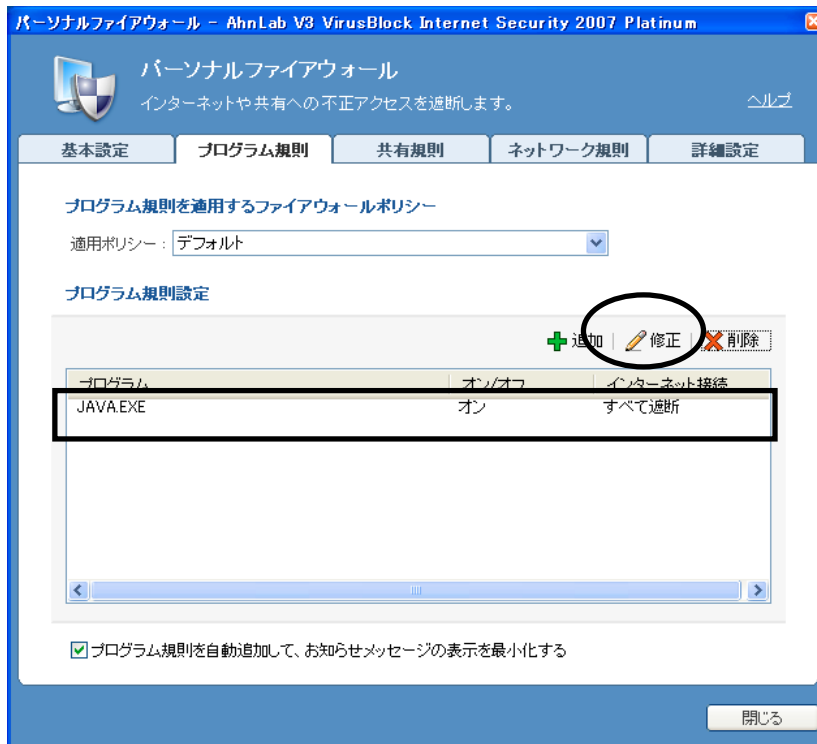 パーソナルファイアウォール - AhnLab V3 VirusBlock Internet Security 2007 Platinum
パーソナルファイアウォール
インターネットや共有への不正アクセスを遮断します。
ヘルプ
基本設定 プログラム規則 共有規則 ネットワーク規則 詳細設定
プログラム規則を適用するファイアウォールポリシー
適用ポリシー : デフォルト
プログラム規則設定
追加 | 修正 | 削除
プログラム オン/オフ インターネット接続
JAVA.EXE オン すべて遮断
プログラム規則を自動追加して、お知らせメッセージの表示を最小化する
閉じる